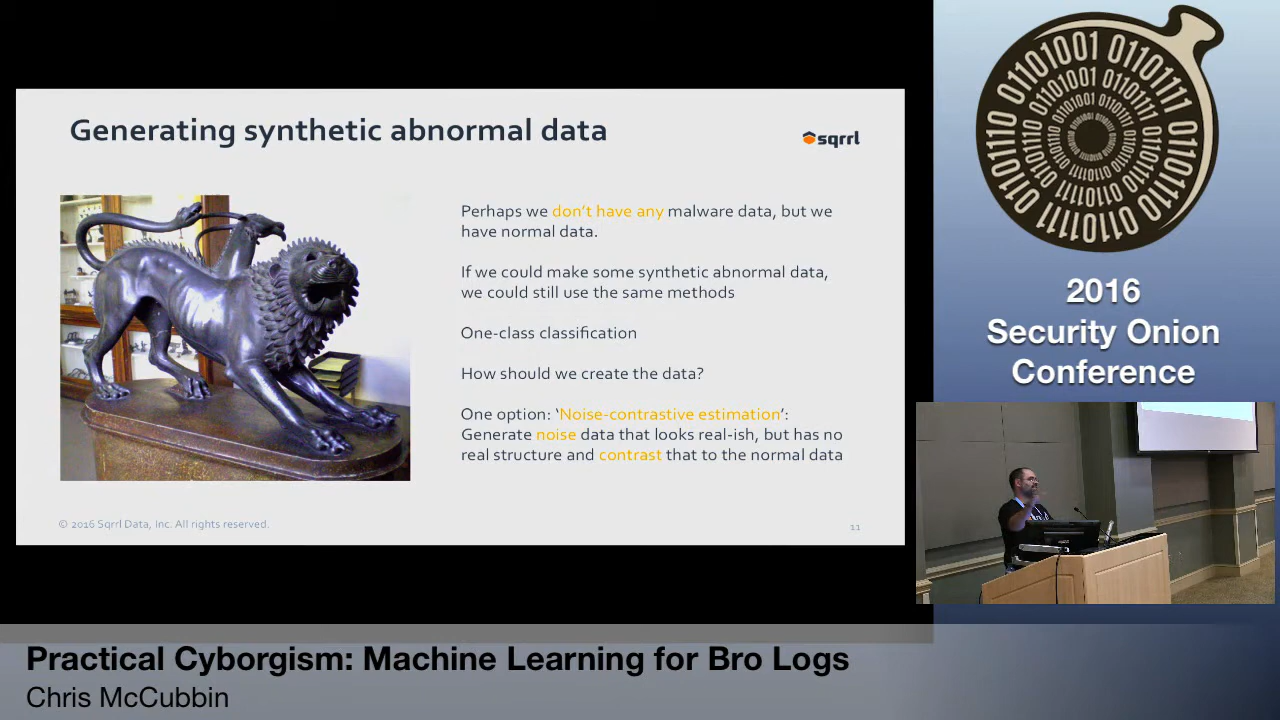 Generating synthetic abnormal data
sqrrl
Perhaps we don't have any malware data, but we
have normal data.
If we could make some synthetic abnormal data,
we could still use the same methods
One-class classification
How should we create the data?
One option: 'Noise-contrastive estimation':
Generate noise data that looks real-ish, but has no
real structure and contrast that to the normal data
© 2016 Sqrrl Data, Inc. All rights reserved.
11
01101110 01101001 01101111 01101110
01101110 01101001 01101111 01101110
2016
Security Onion
Conference
Practical Cyborgism: Machine Learning for Bro Logs
Chris McCubbin